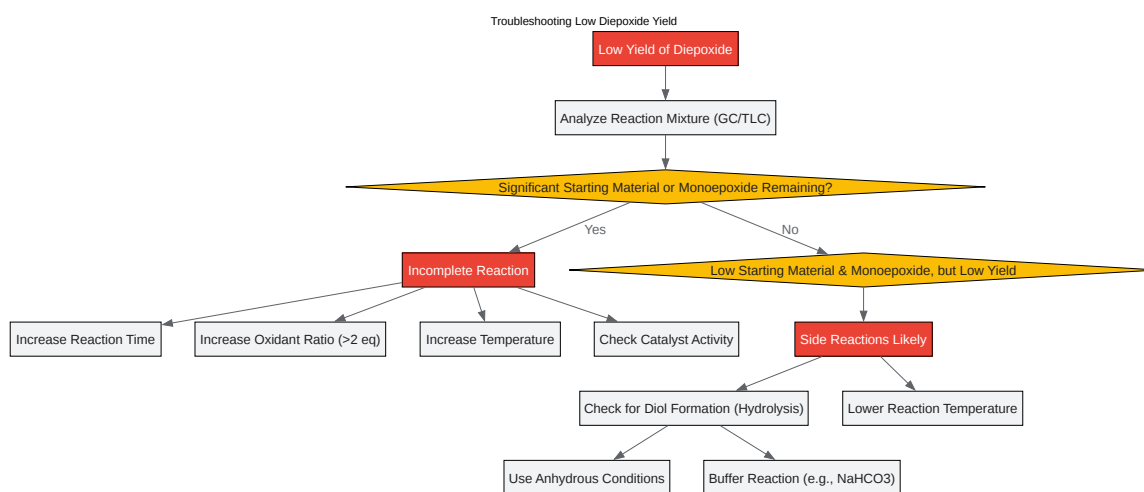 Troubleshooting Low Diepoxide Yield
Low Yield of Diepoxide
Analyze Reaction Mixture (GC/TLC)
Significant Starting Material or Monoepoxide Remaining?
Yes
No
Incomplete Reaction
Low Starting Material & Monoepoxide, but Low Yield
Increase Reaction Time
Increase Oxidant Ratio (>2 eq)
Increase Temperature
Check Catalyst Activity
Side Reactions Likely
Check for Diol Formation (Hydrolysis)
Lower Reaction Temperature
Use Anhydrous Conditions
Buffer Reaction (e.g., NaHCO3)